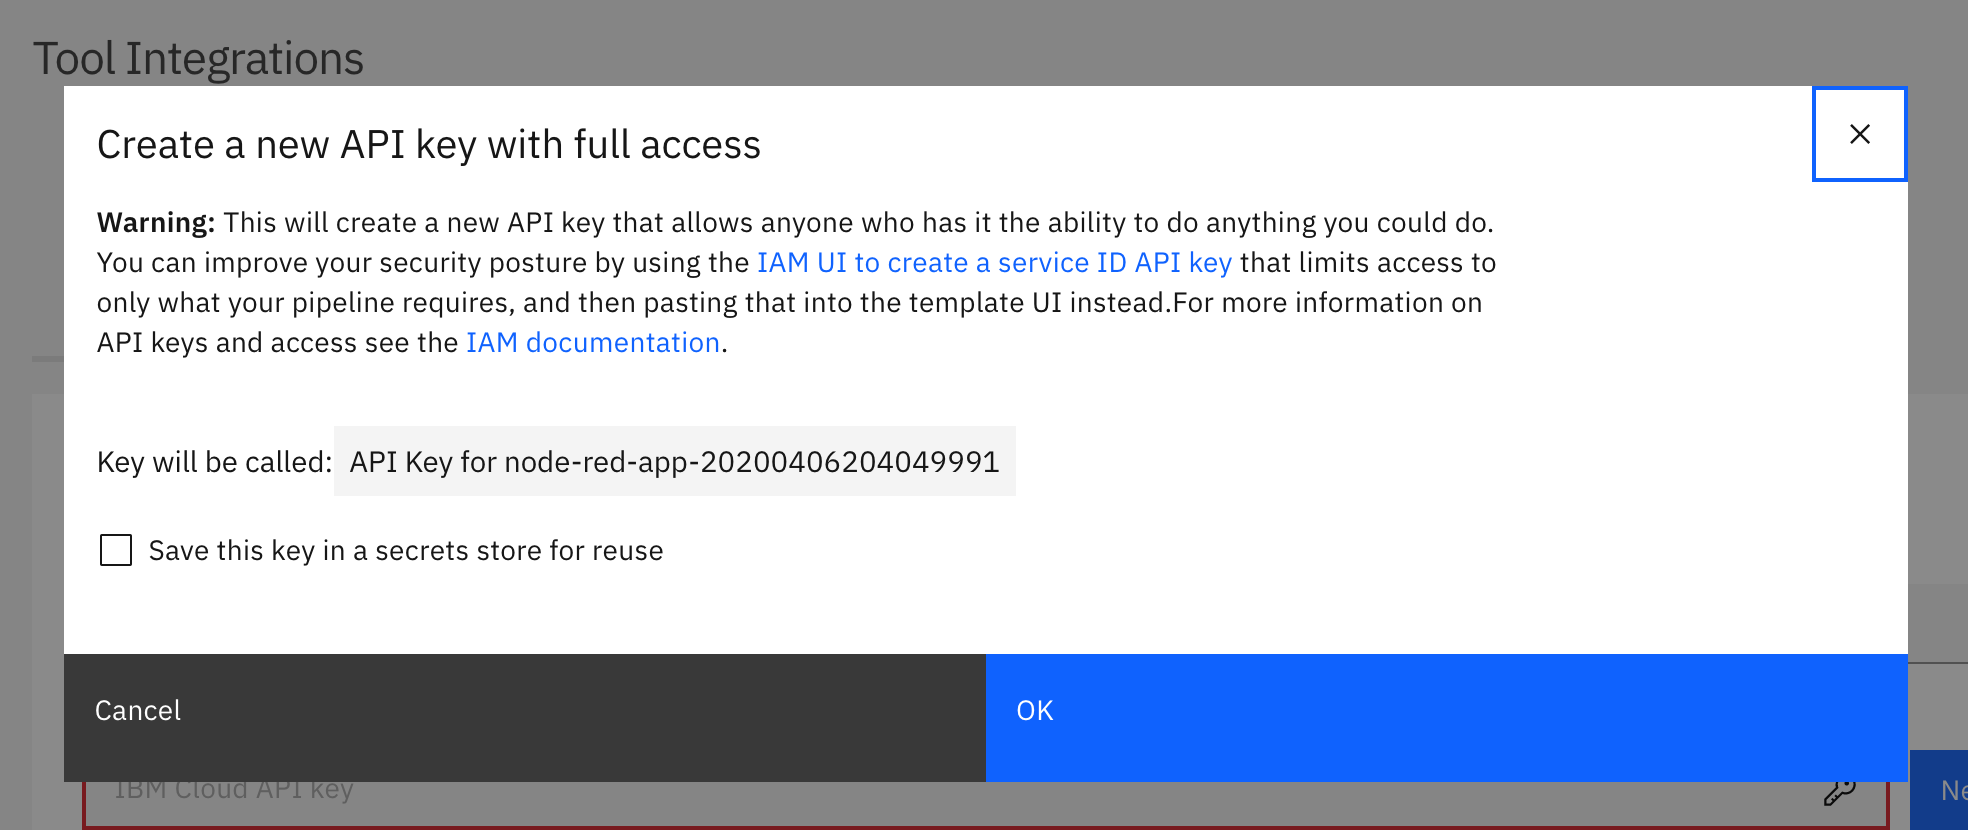 Tool Integrations
Create a new API key with full access
Warning: This will create a new API key that allows anyone who has it the ability to do anything you could do.
You can improve your security posture by using the IAM UI to create a service ID API key that limits access to
only what your pipeline requires, and then pasting that into the template UI instead.For more information on
API keys and access see the IAM documentation.
Key will be called: API Key for node-red-app-20200406204049991
Save this key in a secrets store for reuse
Cancel
OK
IBM Cloud API key